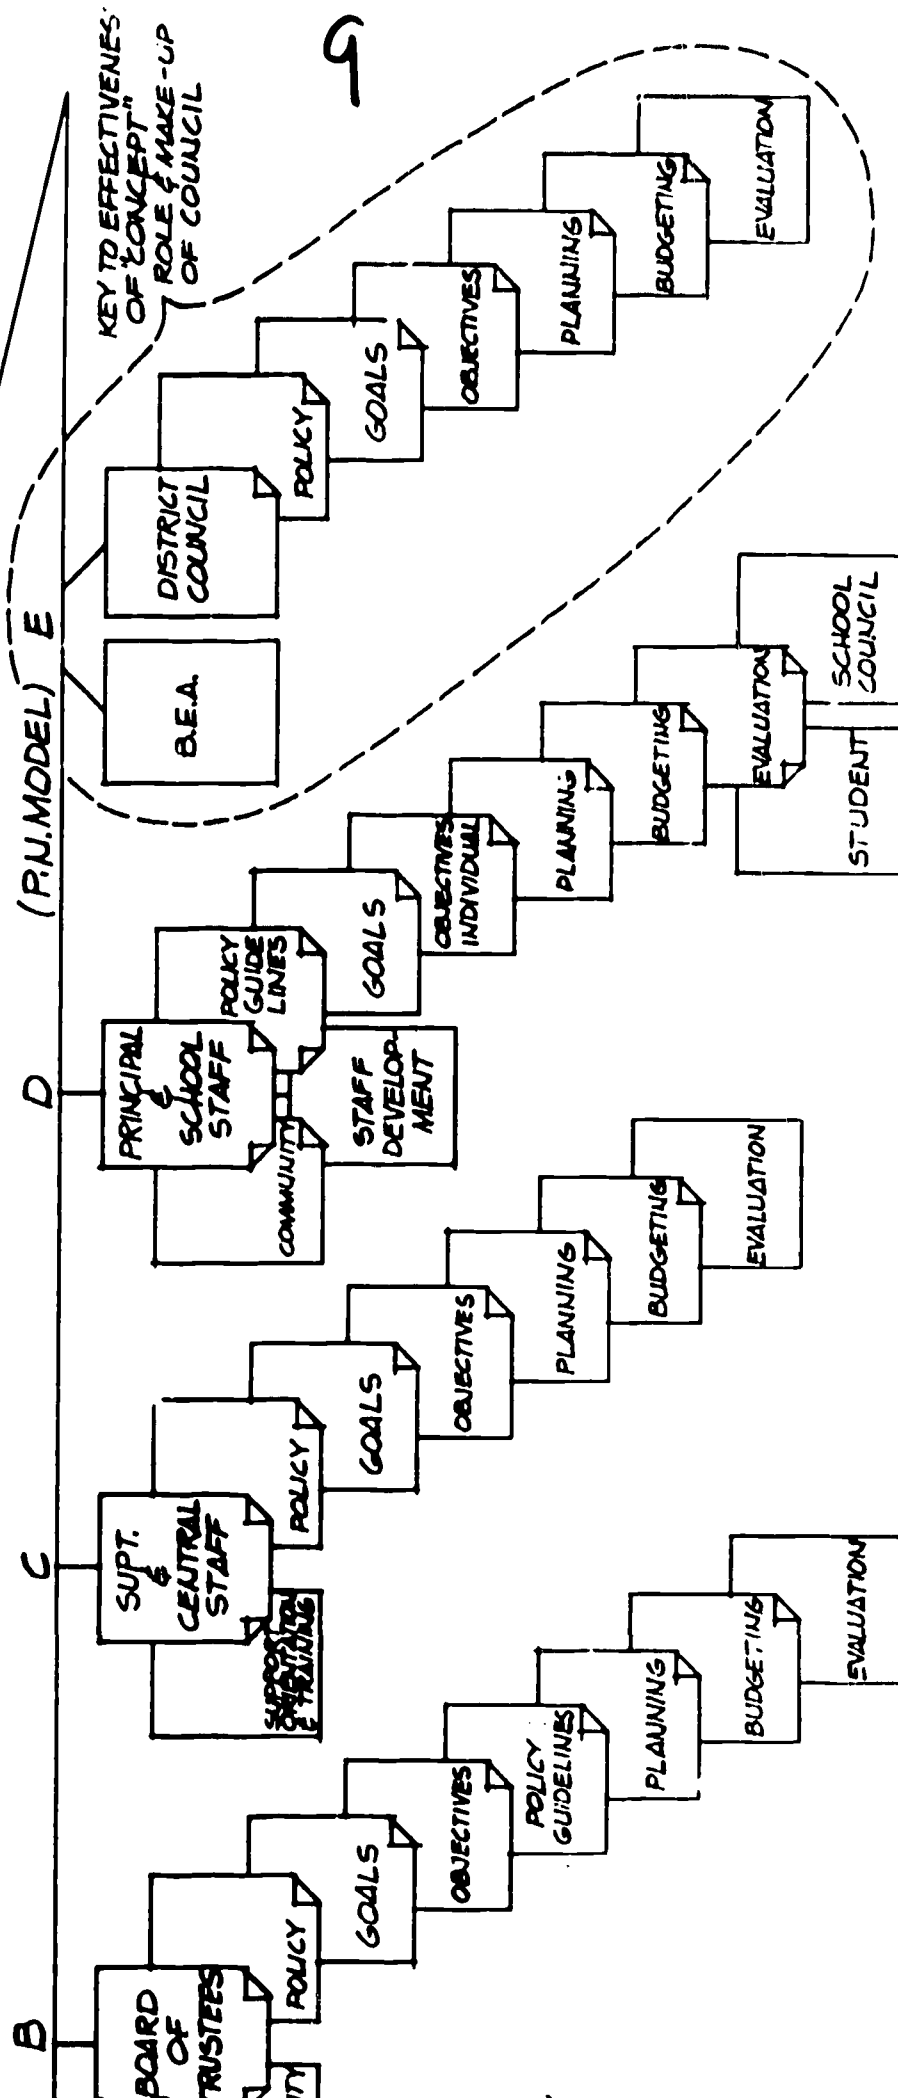 B
C
D
(P.N.MODEL) E
KEY TO EFFECTIVENES
OF "CONCEPT"
ROLE & MAKE-UP
OF COUNCIL
G
BOARD
OF
TRUSTEES
POLICY
GOALS
OBJECTIVES
POLICY
GUIDELINES
PLANNING
BUDGETING
EVALUATION
SUPT.
&
CENTRAL
STAFF
& TRAINING
POLICY
GOALS
OBJECTIVES
PLANNING
BUDGETING
EVALUATION
PRINCIPAL
&
SCHOOL
STAFF
COMMUNITY
STAFF
DEVELOP-
MENT
POLICY
GUIDE
LINES
GOALS
OBJECTIVES
INDIVIDUAL
PLANNING
BUDGETING
EVALUATION
STUDENT
SCHOOL
COUNCIL
B.E.A.
DISTRICT
COUNCIL
POLICY
GOALS
OBJECTIVES
PLANNING
BUDGETING
EVALUATION